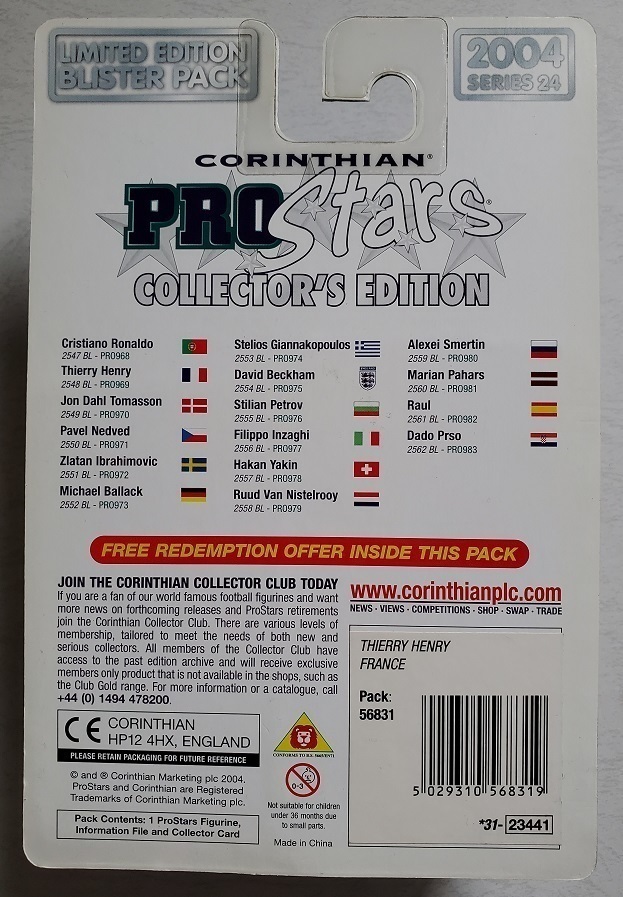 LIMITED EDITION
BLISTER PACK
2004
SERIES 24
CORINTHIAN®
PROStars®
COLLECTOR'S EDITION
Cristiano Ronaldo
2547 BL - PRO968
Thierry Henry
2548 BL - PRO969
Jon Dahl Tomasson
2549 BL - PRO970
Pavel Nedved
2550 BL - PRO971
Zlatan Ibrahimovic
2551 BL - PRO972
Michael Ballack
2552 BL - PRO973
Stelios Giannakopoulos
2553 BL - PRO974
David Beckham
2554 BL - PRO975
Stilian Petrov
2555 BL - PRO976
Filippo Inzaghi
2556 BL - PRO977
Hakan Yakin
2557 BL - PRO978
Ruud Van Nistelrooy
2558 BL - PRO979
Alexei Smertin
2559 BL - PRO980
Marian Pahars
2560 BL - PRO981
Raul
2561 BL - PRO982
Dado Prso
2562 BL - PRO983
FREE REDEMPTION OFFER INSIDE THIS PACK
JOIN THE CORINTHIAN COLLECTOR CLUB TODAY
If you are a fan of our world famous football figurines and want
more news on forthcoming releases and ProStars retirements
join the Corinthian Collector Club. There are various levels of
membership, tailored to meet the needs of both new and
serious collectors. All members of the Collector Club have
access to the past edition archive and will receive exclusive
members only product that is not available in the shops, such as
the Club Gold range. For more information or a catalogue, call
+44 (0) 1494 478200.
CE CORINTHIAN
HP12 4HX, ENGLAND
PLEASE RETAIN PACKAGING FOR FUTURE REFERENCE
© and ® Corinthian Marketing plc 2004.
ProStars and Corinthian are Registered
Trademarks of Corinthian Marketing plc.
Pack Contents: 1 ProStars Figurine,
Information File and Collector Card
0-3
Not suitable for children
under 36 months due
to small parts.
Made in China
www.corinthianplc.com
NEWS · VIEWS · COMPETITIONS · SHOP · SWAP · TRADE
THIERRY HENRY
FRANCE
Pack:
56831
5 029310 568319
*31- 23441